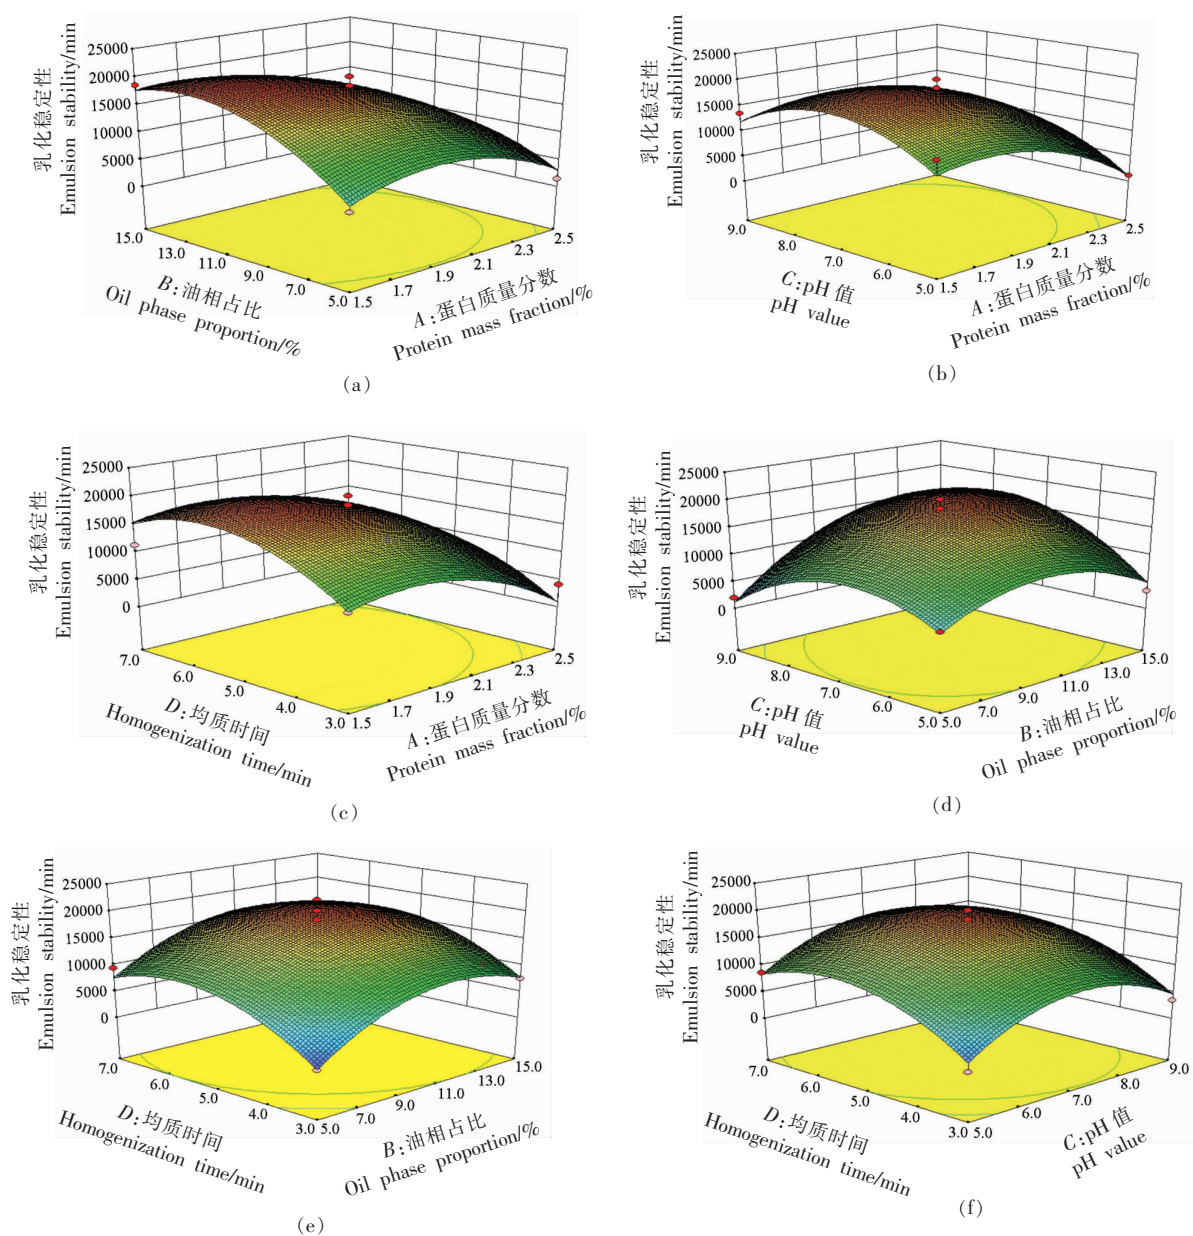 25000
20000
15000
10000
5000
0
乳化稳定性
Emulsion stability/min
15.0
13.0
11.0
9.0
7.0
5.0
1.5
1.7
1.9
2.1
2.3
2.5
B:油相占比
Oil phase proportion/%
A:蛋白质量分数
Protein mass fraction/%
(a)
25000
20000
15000
10000
5000
0
乳化稳定性
Emulsion stability/min
9.0
8.0
7.0
6.0
5.0
1.5
1.7
1.9
2.1
2.3
2.5
C:pH值
pH value
A:蛋白质量分数
Protein mass fraction/%
(b)
25000
20000
15000
10000
5000
0
乳化稳定性
Emulsion stability/min
7.0
6.0
5.0
4.0
3.0
1.5
1.7
1.9
2.1
2.3
2.5
D:均质时间
Homogenization time/min
A:蛋白质量分数
Protein mass fraction/%
(c)
25000
20000
15000
10000
5000
0
乳化稳定性
Emulsion stability/min
9.0
8.0
7.0
6.0
5.0
5.0
7.0
9.0
11.0
13.0
15.0
C:pH值
pH value
B:油相占比
Oil phase proportion/%
(d)
25000
20000
15000
10000
5000
0
乳化稳定性
Emulsion stability/min
7.0
6.0
5.0
4.0
3.0
5.0
7.0
9.0
11.0
13.0
15.0
D:均质时间
Homogenization time/min
B:油相占比
Oil phase proportion/%
(e)
25000
20000
15000
10000
5000
0
乳化稳定性
Emulsion stability/min
7.0
6.0
5.0
4.0
3.0
5.0
6.0
7.0
8.0
9.0
D:均质时间
Homogenization time/min
C:pH值
pH value
(f)